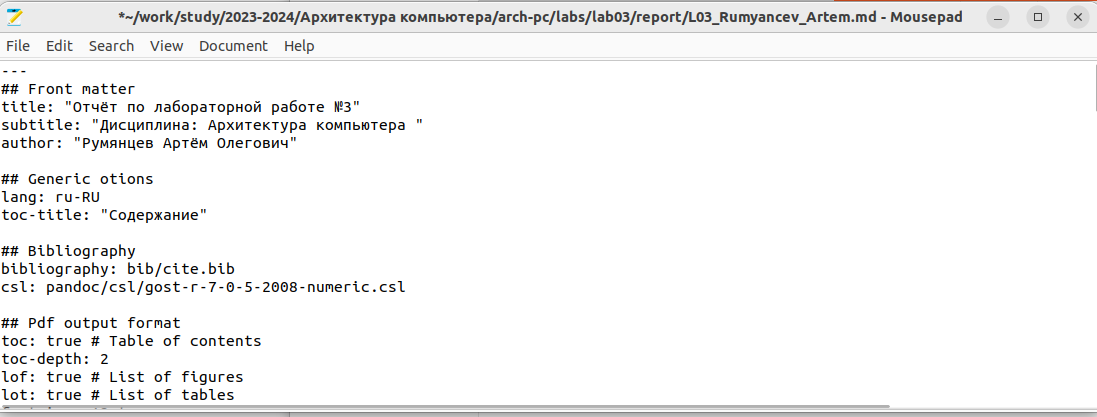 *~/work/study/2023-2024/Архитектура компьютера/arch-pc/labs/lab03/report/L03_Rumyancev_Artem.md - Mousepad
File Edit Search View Document Help
---
## Front matter
title: "Отчёт по лабораторной работе №3"
subtitle: "Дисциплина: Архитектура компьютера "
author: "Румянцев Артём Олегович"

## Generic otions
lang: ru-RU
toc-title: "Содержание"

## Bibliography
bibliography: bib/cite.bib
csl: pandoc/csl/gost-r-7-0-5-2008-numeric.csl

## Pdf output format
toc: true # Table of contents
toc-depth: 2
lof: true # List of figures
lot: true # List of tables